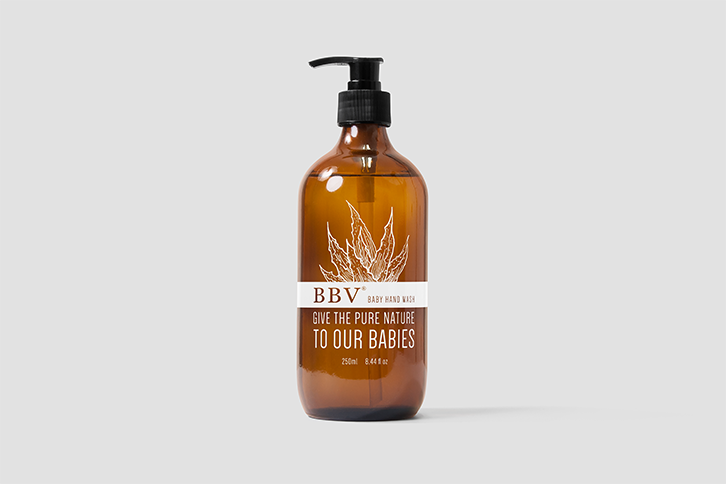 BBV® BABY HAND WASH
GIVE THE PURE NATURE
TO OUR BABIES
250ml 8.44 fl oz